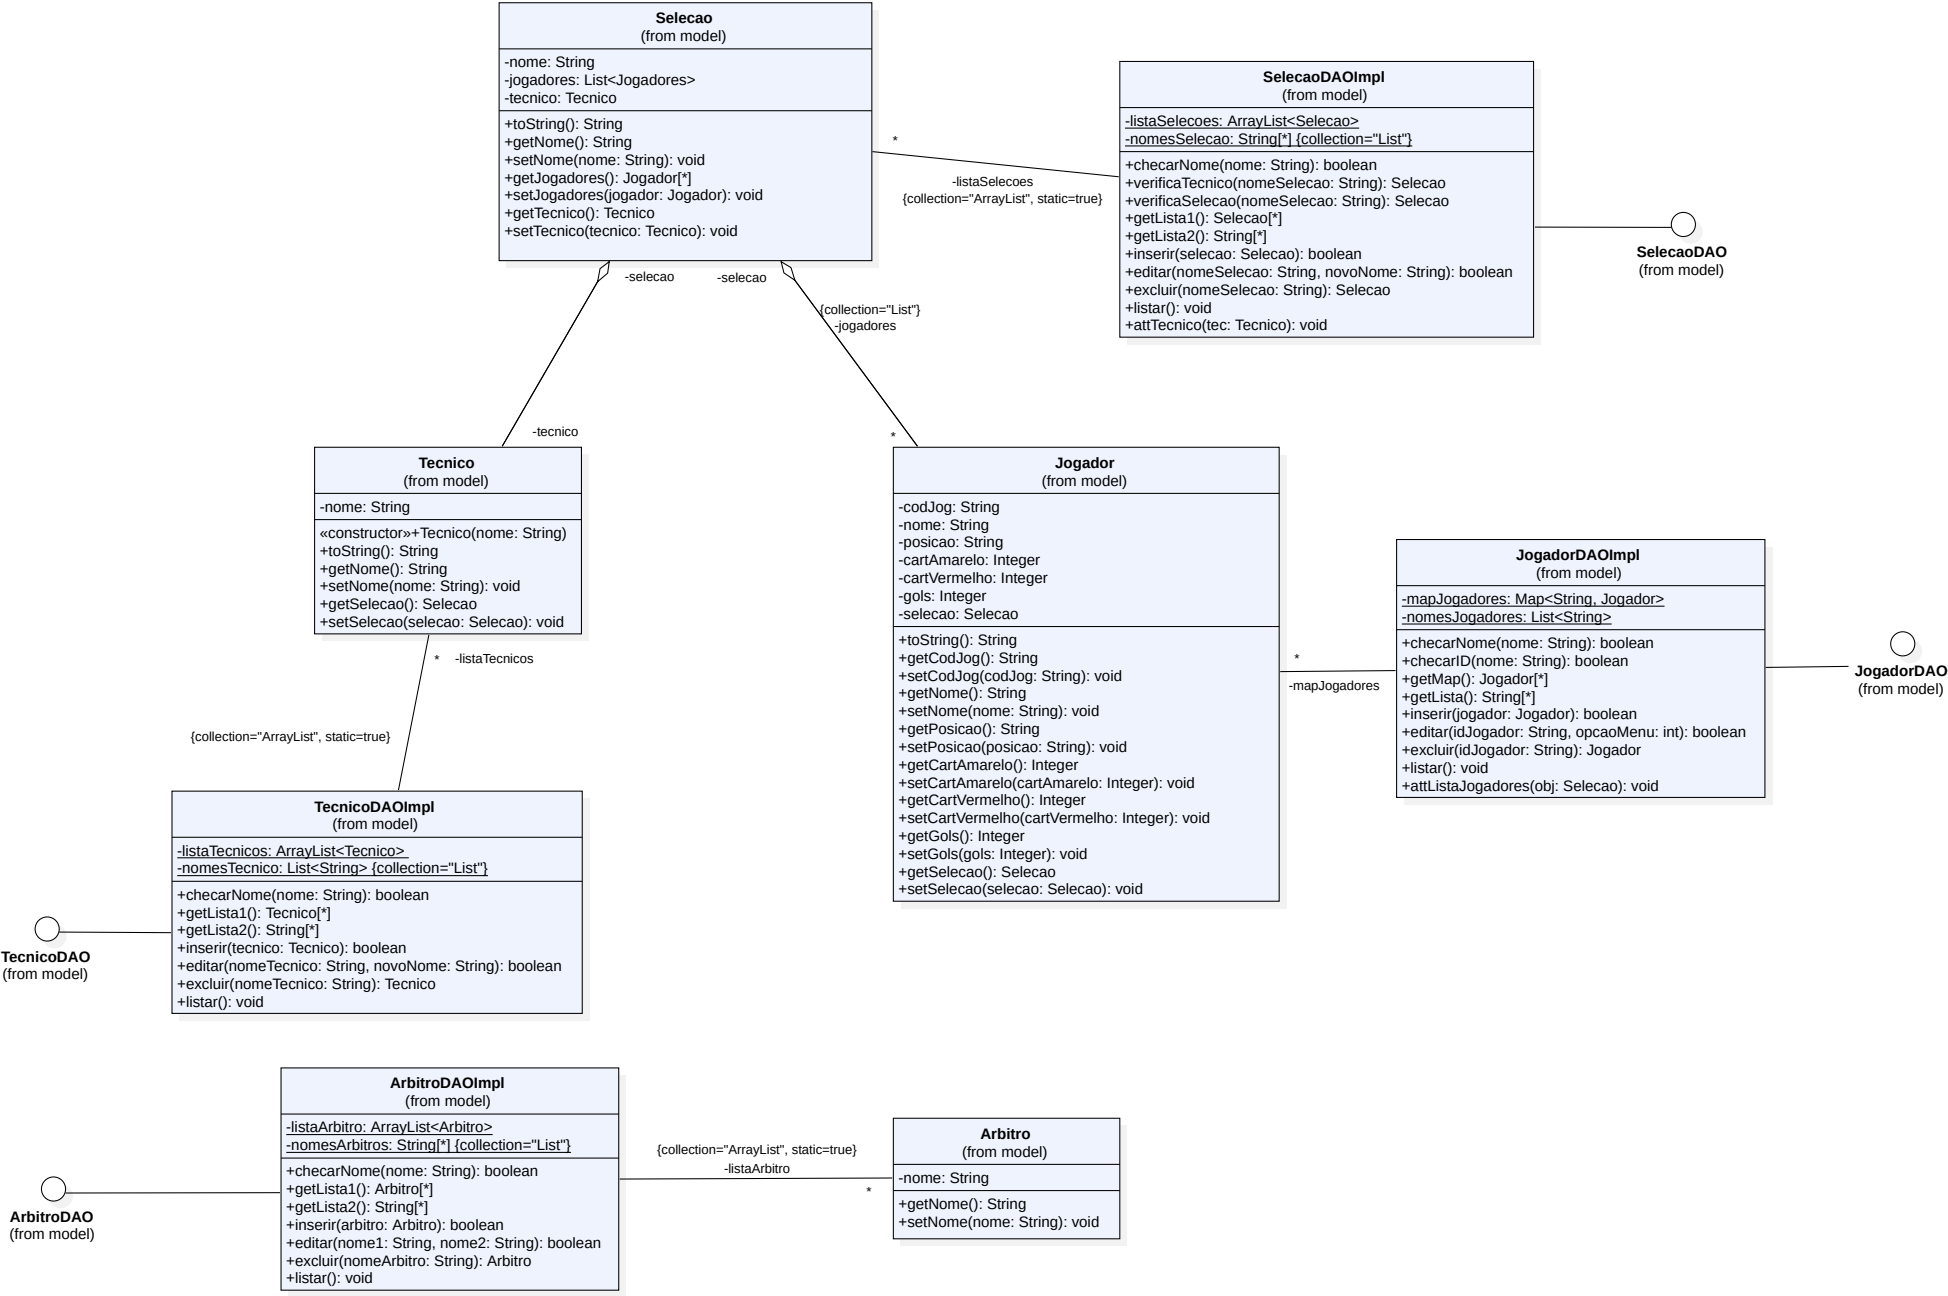 Selecao
(from model)
-nome: String
-jogadores: List<Jogadores>
-tecnico: Tecnico
+toString(): String
+getNome(): String
+setNome(nome: String): void
+getJogadores(): Jogador[*]
+setJogadores(jogador: Jogador): void
+getTecnico(): Tecnico
+setTecnico(tecnico: Tecnico): void
SelecaoDAOImpl
(from model)
-listaSelecoes: ArrayList<Selecao>
-nomesSelecao: String[*] {collection="List"}
+checarNome(nome: String): boolean
+verificaTecnico(nomeSelecao: String): Selecao
+verificaSelecao(nomeSelecao: String): Selecao
+getLista1(): Selecao[*]
+getLista2(): String[*]
+inserir(selecao: Selecao): boolean
+editar(nomeSelecao: String, novoNome: String): boolean
+excluir(nomeSelecao: String): Selecao
+listar(): void
+attTecnico(tec: Tecnico): void
*
-listaSelecoes
{collection="ArrayList", static=true}
SelecaoDAO
(from model)
-selecao
-selecao
{collection="List"}
-jogadores
-tecnico
*
Tecnico
(from model)
-nome: String
«constructor»+Tecnico(nome: String)
+toString(): String
+getNome(): String
+setNome(nome: String): void
+getSelecao(): Selecao
+setSelecao(selecao: Selecao): void
Jogador
(from model)
-codJog: String
-nome: String
-posicao: String
-cartAmarelo: Integer
-cartVermelho: Integer
-gols: Integer
-selecao: Selecao
+toString(): String
+getCodJog(): String
+setCodJog(codJog: String): void
+getNome(): String
+setNome(nome: String): void
+getPosicao(): String
+setPosicao(posicao: String): void
+getCartAmarelo(): Integer
+setCartAmarelo(cartAmarelo: Integer): void
+getCartVermelho(): Integer
+setCartVermelho(cartVermelho: Integer): void
+getGols(): Integer
+setGols(gols: Integer): void
+getSelecao(): Selecao
+setSelecao(selecao: Selecao): void
JogadorDAOImpl
(from model)
-mapJogadores: Map<String, Jogador>
-nomesJogadores: List<String>
+checarNome(nome: String): boolean
+checarID(nome: String): boolean
+getMap(): Jogador[*]
+getLista(): String[*]
+inserir(jogador: Jogador): boolean
+editar(idJogador: String, opcaoMenu: int): boolean
+excluir(idJogador: String): Jogador
+listar(): void
+attListaJogadores(obj: Selecao): void
*
-mapJogadores
JogadorDAO
(from model)
* -listaTecnicos
{collection="ArrayList", static=true}
TecnicoDAOImpl
(from model)
-listaTecnicos: ArrayList<Tecnico>
-nomesTecnico: List<String> {collection="List"}
+checarNome(nome: String): boolean
+getLista1(): Tecnico[*]
+getLista2(): String[*]
+inserir(tecnico: Tecnico): boolean
+editar(nomeTecnico: String, novoNome: String): boolean
+excluir(nomeTecnico: String): Tecnico
+listar(): void
TecnicoDAO
(from model)
ArbitroDAOImpl
(from model)
-listaArbitro: ArrayList<Arbitro>
-nomesArbitros: String[*] {collection="List"}
+checarNome(nome: String): boolean
+getLista1(): Arbitro[*]
+getLista2(): String[*]
+inserir(arbitro: Arbitro): boolean
+editar(nome1: String, nome2: String): boolean
+excluir(nomeArbitro: String): Arbitro
+listar(): void
ArbitroDAO
(from model)
{collection="ArrayList", static=true}
-listaArbitro
*
Arbitro
(from model)
-nome: String
+getNome(): String
+setNome(nome: String): void